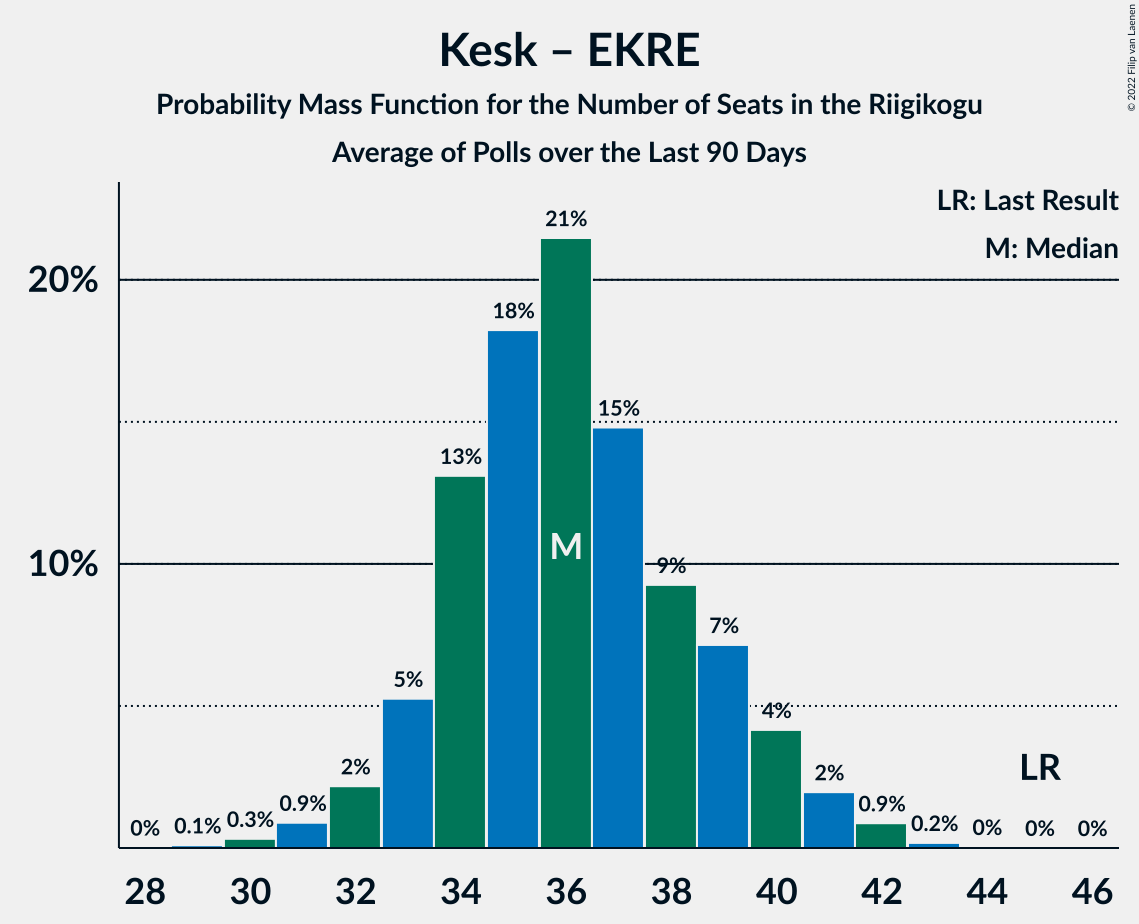 Kesk – EKRE
Probability Mass Function for the Number of Seats in the Riigikogu
Average of Polls over the Last 90 Days
© 2022 Filip van Laenen
LR: Last Result
M: Median
20%
10%
0%
0.1%
0.3%
0.9%
2%
5%
13%
18%
21%
15%
9%
7%
4%
2%
0.9%
0.2%
0%
0%
0%
M
LR
28 30 32 34 36 38 40 42 44 46